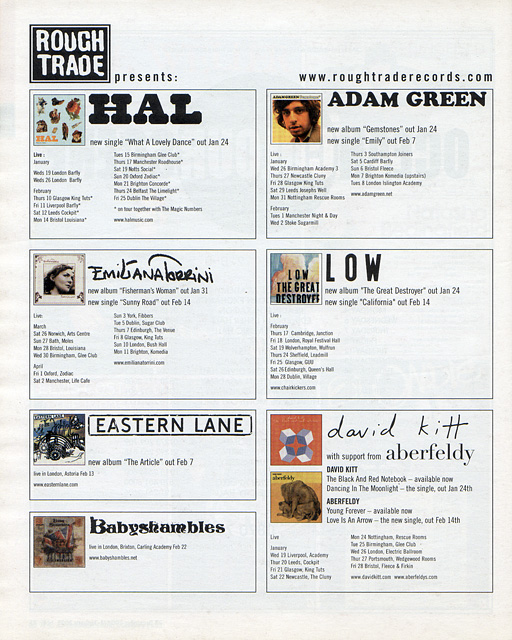 ROUGH
TRADE
presents:
www.roughtraderecords.com
HAL
HAL
new single "What A Lovely Dance" out Jan 24
Live :
January
Weds 19 London Barfly
Weds 26 London Barfly
February
Thurs 10 Glasgow King Tuts*
Fri 11 Liverpool Barfly*
Sat 12 Leeds Cockpit*
Mon 14 Bristol Louisiana*
Tues 15 Birmingham Glee Club*
Thurs 17 Manchester Roadhouse*
Sat 19 Notts Social*
Sun 20 Oxford Zodiac*
Mon 21 Brighton Concorde*
Thurs 24 Belfast The Limelight*
Fri 25 Dublin The Village*
* on tour together with The Magic Numbers
www.halmusic.com
ADAM GREEN
new album "Gemstones" out Jan 24
new single "Emily" out Feb 7
Live :
January
Wed 26 Birmingham Academy 3
Thurs 27 Newcastle Cluny
Fri 28 Glasgow King Tuts
Sat 29 Leeds Josephs Well
Mon 31 Nottingham Rescue Rooms
February
Tues 1 Manchester Night & Day
Wed 2 Stoke Sugarmill
Thurs 3 Southampton Joiners
Sat 5 Cardiff Barfly
Sun 6 Bristol Fleece
Mon 7 Brighton Komedia (upstairs)
Tues 8 London Islington Academy
www.adamgreen.net
EMILIANA TORRINI
new album "Fisherman's Woman" out Jan 31
new single "Sunny Road" out Feb 14
Live:
March
Sat 26 Norwich, Arts Centre
Sun 27 Bath, Moles
Mon 28 Bristol, Louisiana
Wed 30 Birmingham, Glee Club
April
Fri 1 Oxford, Zodiac
Sat 2 Manchester, Life Cafe
Sun 3 York, Fibbers
Tue 5 Dublin, Sugar Club
Thurs 7 Edinburgh, The Venue
Fri 8 Glasgow, King Tuts
Sun 10 London, Bush Hall
Mon 11 Brighton, Komedia
www.emilianatorrini.com
LOW
THE GREAT
DESTROYER
LOW
new album "The Great Destroyer" out Jan 24
new single "California" out Feb 14
Live :
February
Thurs 17 Cambridge, Junction
Fri 18 London, Royal Festival Hall
Sat 19 Wolverhampton, Wulfrun
Thurs 24 Sheffield, Leadmill
Fri 25 Glasgow, GUU
Sat 26 Edinburgh, Queen's Hall
Mon 28 Dublin, Village
www.chairkickers.com
EASTERN LANE
new album "The Article" out Feb 7
live in London, Astoria Feb 13
www.easternlane.com
Babyshambles
live in London, Brixton, Carling Academy Feb 22
www.babyshambles.net
david kitt
with support from aberfeldy
aberfeldy
DAVID KITT
The Black And Red Notebook – available now
Dancing In The Moonlight – the single, out Jan 24th
ABERFELDY
Young Forever – available now
Love Is An Arrow – the new single, out Feb 14th
Live
January
Wed 19 Liverpool, Academy
Thur 20 Leeds, Cockpit
Fri 21 Glasgow, King Tuts
Sat 22 Newcastle, The Cluny
Mon 24 Nottingham, Rescue Rooms
Tue 25 Birmingham, Glee Club
Wed 26 London, Electric Ballroom
Thur 27 Portsmouth, Wedgewood Rooms
Fri 28 Bristol, Fleece & Firkin
www.davidkitt.com www.aberfeldys.com